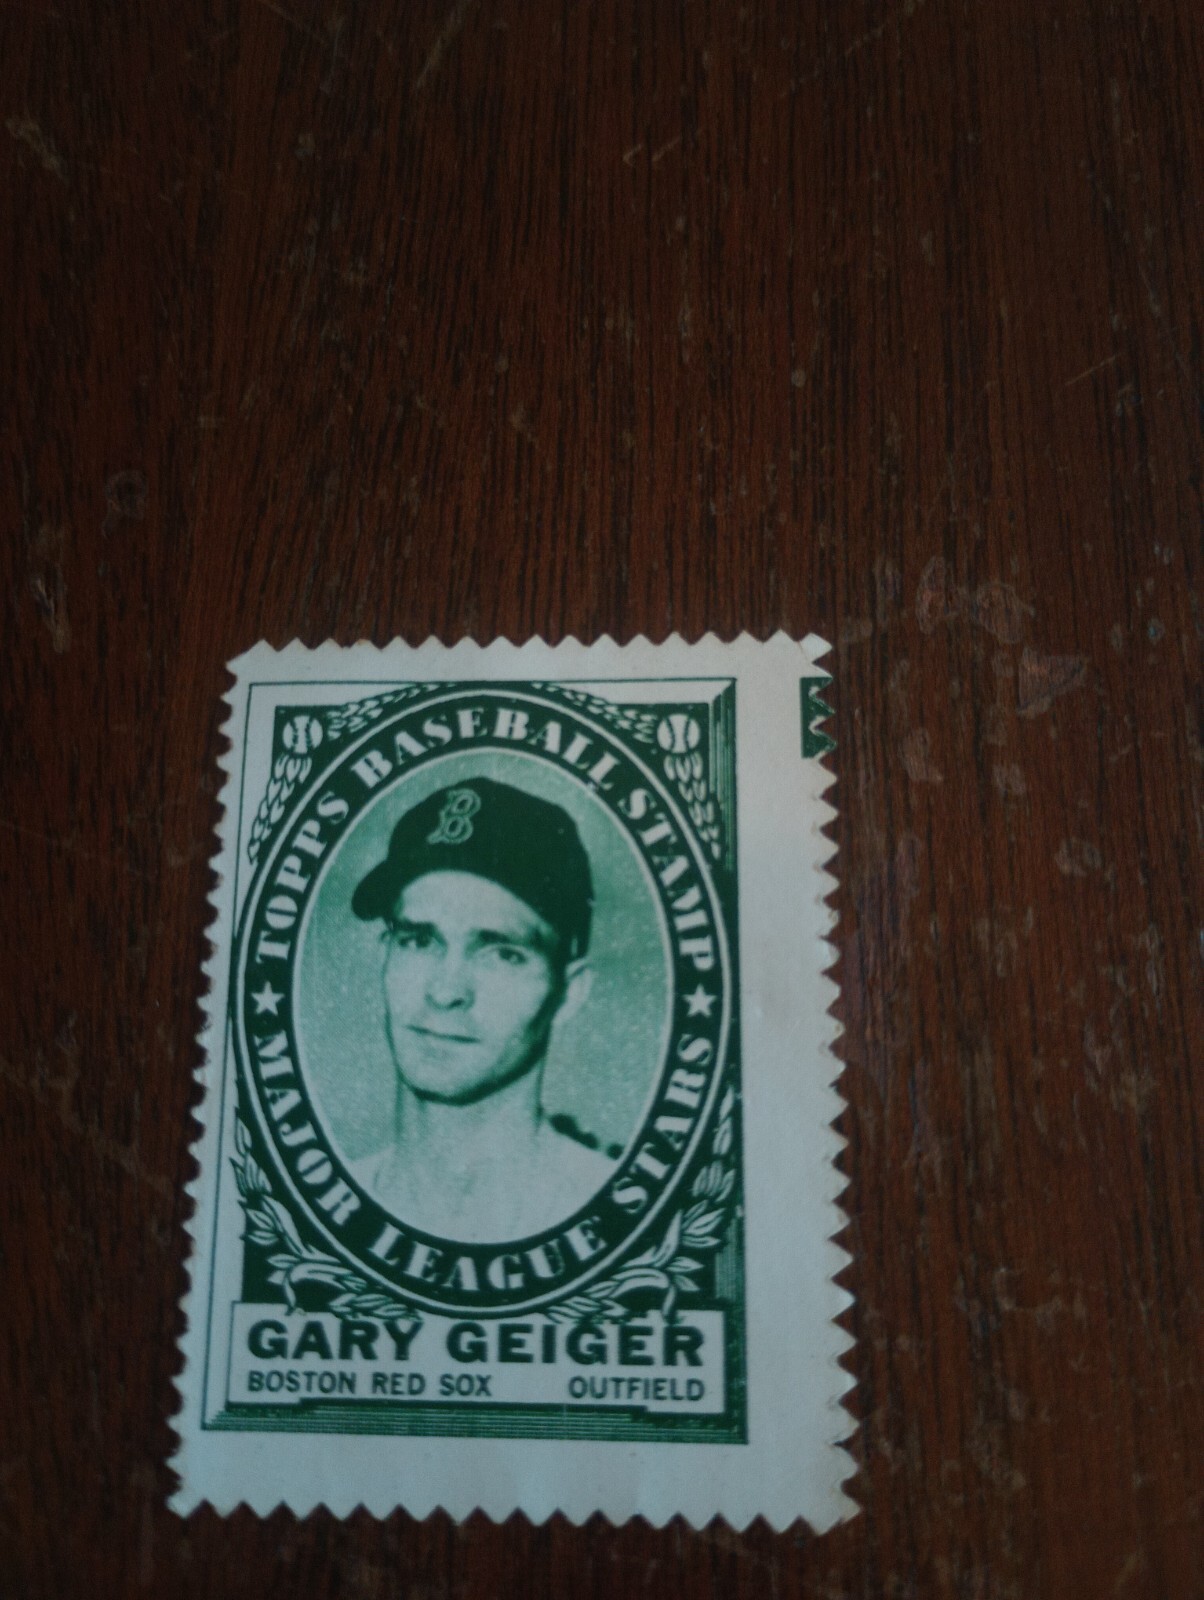 ★ TOPPS BASEBALL STAMP ★
MAJOR LEAGUE STARS
B
GARY GEIGER
BOSTON RED SOX OUTFIELD